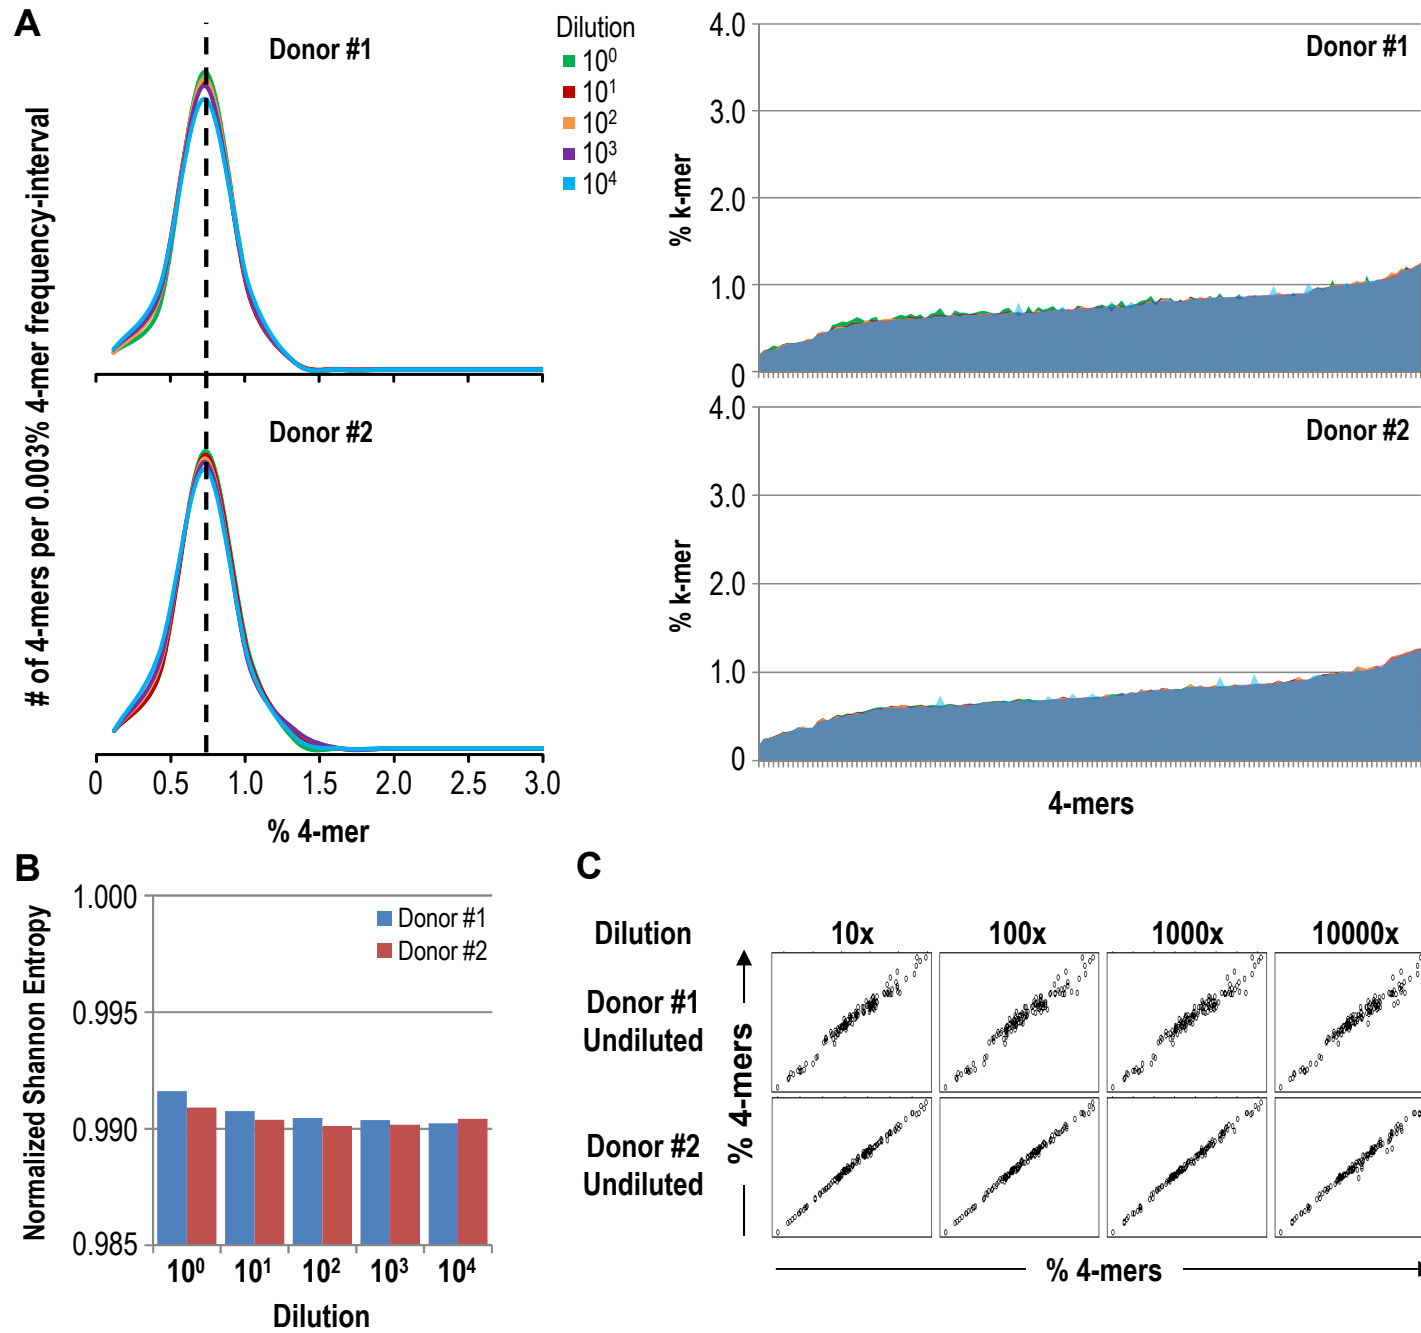 A
Donor #1
Dilution
10⁰
10¹
10²
10³
10⁴
# of 4-mers per 0.003% 4-mer frequency-interval
Donor #2
0 0.5 1.0 1.5 2.0 2.5 3.0
% 4-mer
4.0
Donor #1
3.0
2.0
1.0
0
% k-mer
4.0
Donor #2
3.0
2.0
1.0
0
% k-mer
4-mers
B
1.000
0.995
0.990
0.985
Normalized Shannon Entropy
Donor #1
Donor #2
10⁰ 10¹ 10² 10³ 10⁴
Dilution
C
Dilution 10x 100x 1000x 10000x
Donor #1
Undiluted
Donor #2
Undiluted
% 4-mers
% 4-mers